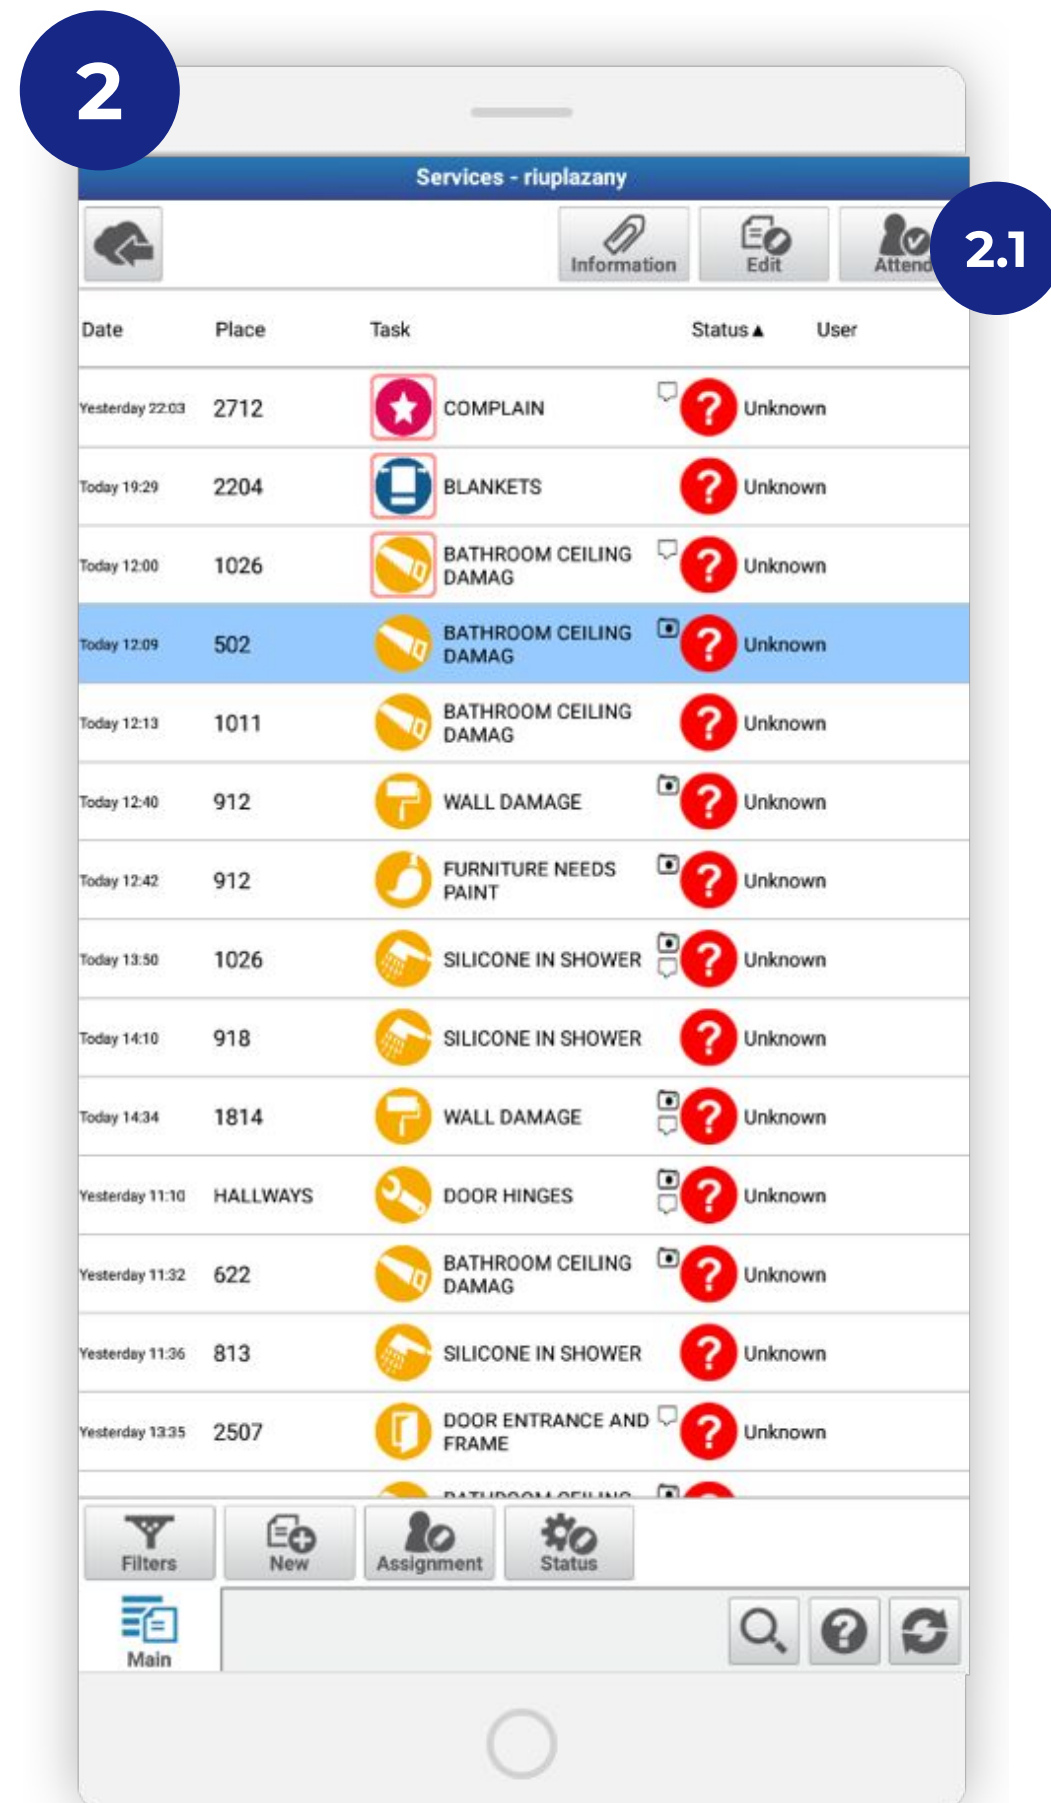 2
Services - riuplazany
Information Edit Attend
2.1
Date Place Task Status▲ User
Yesterday 22:03 2712 COMPLAIN Unknown
Today 19:29 2204 BLANKETS Unknown
Today 12:00 1026 BATHROOM CEILING
DAMAG Unknown
Today 12:09 502 BATHROOM CEILING
DAMAG Unknown
Today 12:13 1011 BATHROOM CEILING
DAMAG Unknown
Today 12:40 912 WALL DAMAGE Unknown
Today 12:42 912 FURNITURE NEEDS
PAINT Unknown
Today 13:50 1026 SILICONE IN SHOWER Unknown
Today 14:10 918 SILICONE IN SHOWER Unknown
Today 14:34 1814 WALL DAMAGE Unknown
Yesterday 11:10 HALLWAYS DOOR HINGES Unknown
Yesterday 11:32 622 BATHROOM CEILING
DAMAG Unknown
Yesterday 11:36 813 SILICONE IN SHOWER Unknown
Yesterday 13:35 2507 DOOR ENTRANCE AND
FRAME Unknown
BATHROOM CEILING
Filters New Assignment Status
Main